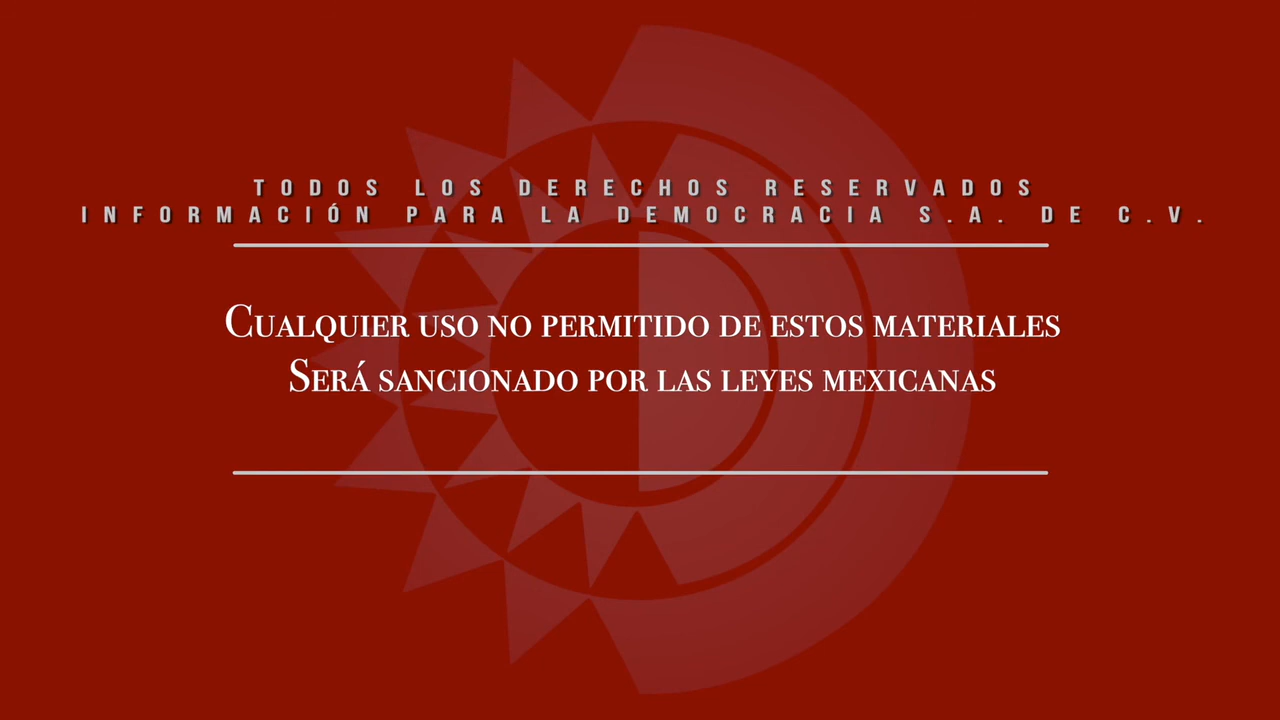 TODOS LOS DERECHOS RESERVADOS
INFORMACIÓN PARA LA DEMOCRACIA S.A. DE C.V.
Cualquier uso no permitido de estos materiales
Será sancionado por las leyes mexicanas